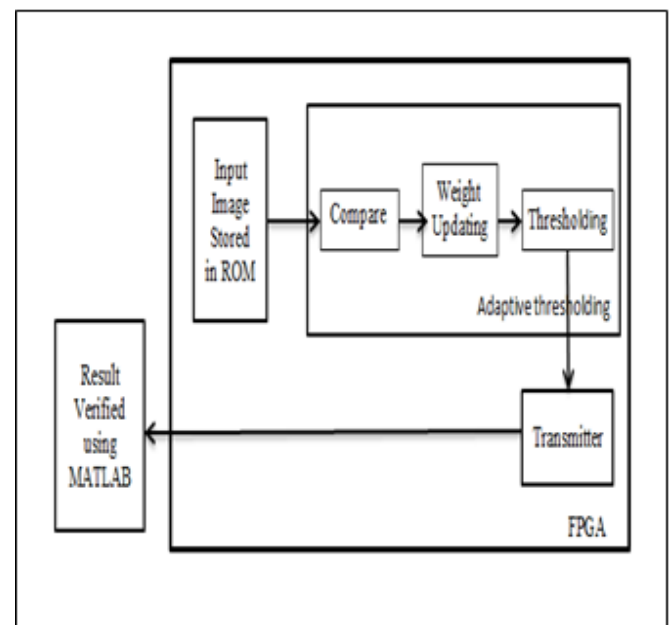 Input
Image
Stored
in ROM
Compare
Weight
Updating
Thresholding
Adaptive thresholding
Transmitter
FPGA
Result
Verified
using
MATLAB